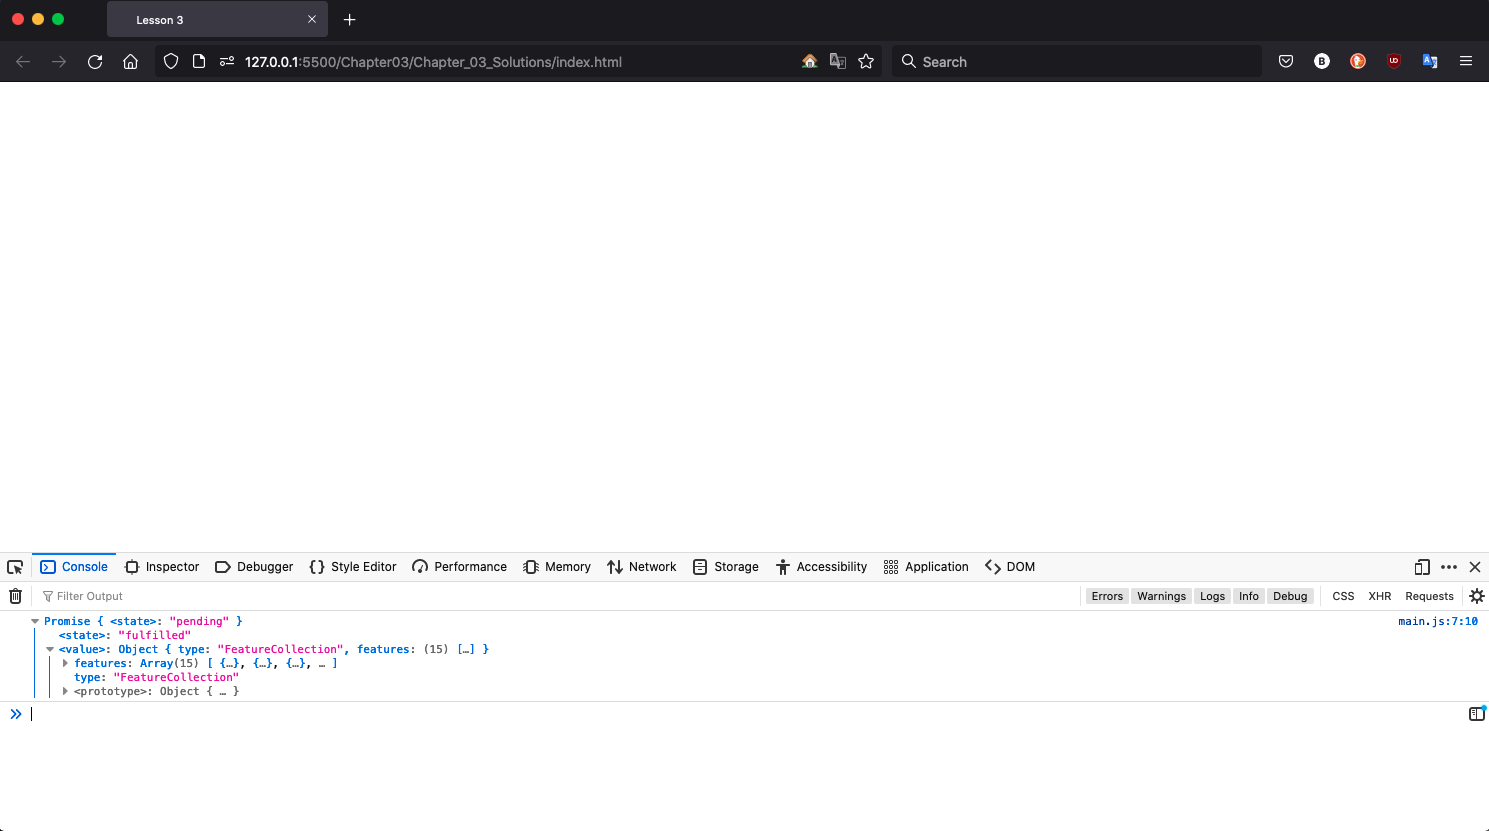 Lesson 3
127.0.0.1:5500/Chapter03/Chapter_03_Solutions/index.html
Search
B
UD
Console Inspector Debugger Style Editor Performance Memory Network Storage Accessibility Application DOM
Filter Output Errors Warnings Logs Info Debug CSS XHR Requests
Promise { <state>: "pending" } main.js:7:10
<state>: "fulfilled"
<value>: Object { type: "FeatureCollection", features: (15) […] }
features: Array(15) [ {…}, {…}, {…}, … ]
type: "FeatureCollection"
<prototype>: Object { … }